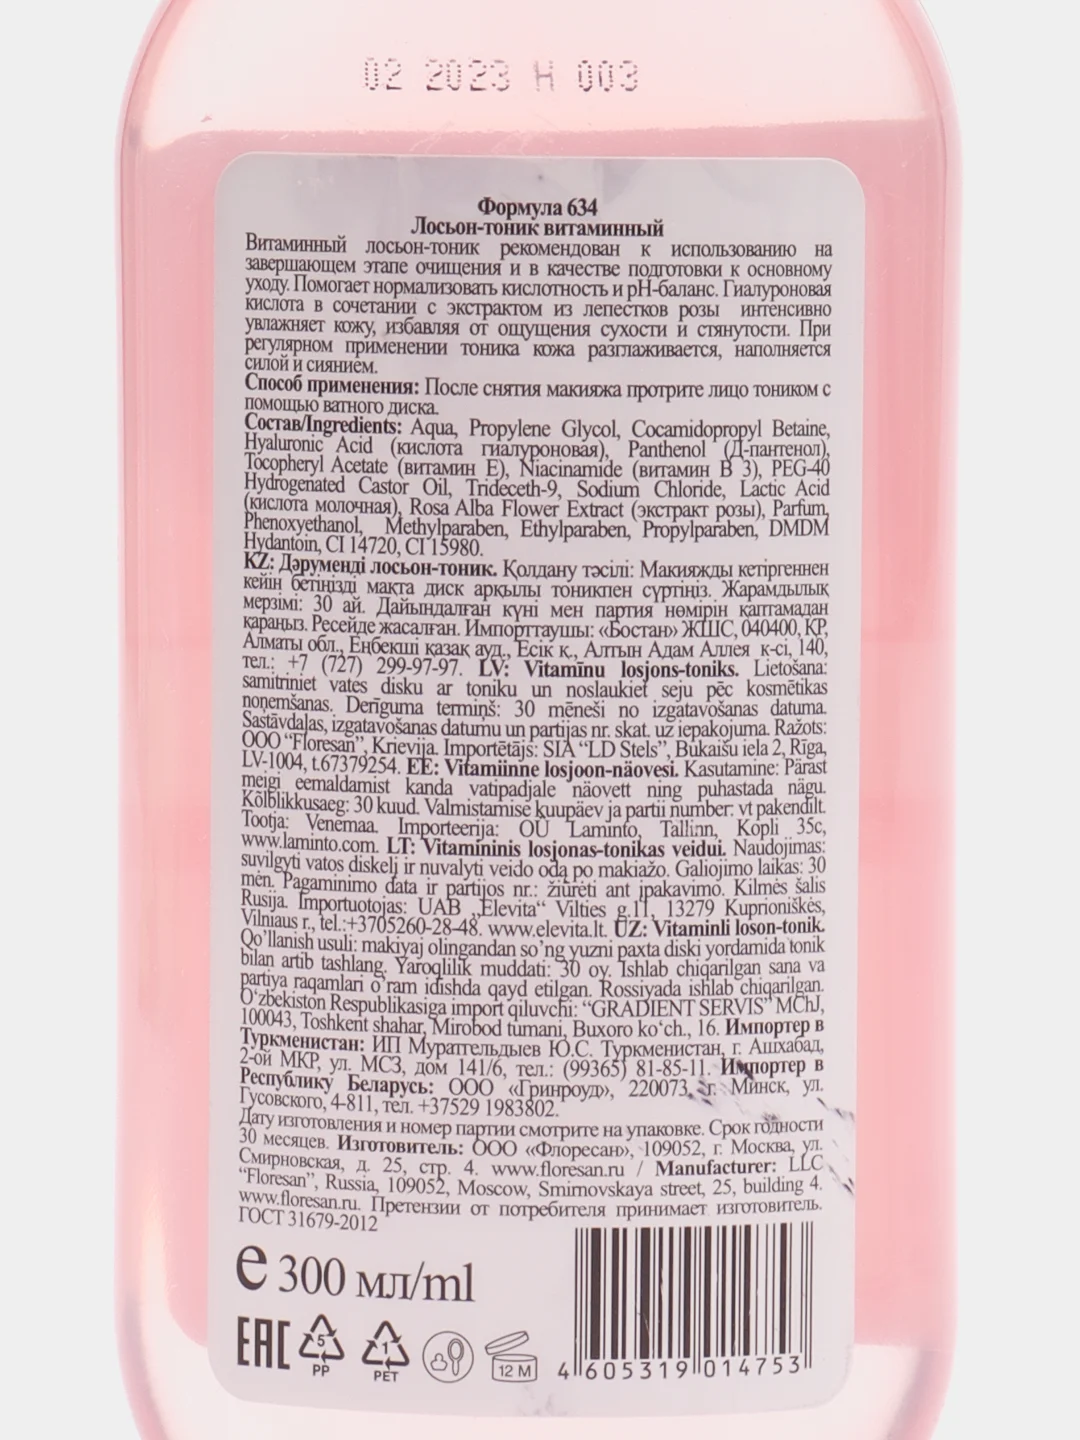 02 2023 Н 003
Формула 634
Лосьон-тоник витаминный
Витаминный лосьон-тоник рекомендован к использованию на
завершающем этапе очищения и в качестве подготовки к основному
уходу. Помогает нормализовать кислотность и pH-баланс. Гиалуроновая
кислота в сочетании с экстрактом из лепестков розы интенсивно
увлажняет кожу, избавляя от ощущения сухости и стянутости. При
регулярном применении тоника кожа разглаживается, наполняется
силой и сиянием.
Способ применения: После снятия макияжа протрите лицо тоником с
помощью ватного диска.
Состав/Ingredients: Aqua, Propylene Glycol, Cocamidopropyl Betaine,
Hyaluronic Acid (кислота гиалуроновая), Panthenol (Д-пантенол),
Tocopheryl Acetate (витамин Е), Niacinamide (витамин В 3), PEG-40
Hydrogenated Castor Oil, Trideceth-9, Sodium Chloride, Lactic Acid
(кислота молочная), Rosa Alba Flower Extract (экстракт розы), Parfum,
Phenoxyethanol, Methylparaben, Ethylparaben, Propylparaben, DMDM
Hydantoin, CI 14720, CI 15980.
KZ: Дәруменді лосьон-тоник. Қолдану тәсілі: Макияжды кетіргеннен
кейін бетіңізді мақта диск арқылы тоникпен сүртіңіз. Жарамдылық
мерзімі: 30 ай. Дайындалған күні мен партия нөмірін қаптамадан
қараңыз. Ресейде жасалған. Импорттаушы: «Бостан» ЖШС, 040400, ҚР,
Алматы обл., Еңбекші қазақ ауд., Есік қ., Алтын Адам Аллея к-сі, 140,
тел.: +7 (727) 299-97-97. LV: Vitamīnu losjons-toniks. Lietošana:
samitriniet vates disku ar toniku un noslaukiet seju pēc kosmētikas
noņemšanas. Derīguma termiņš: 30 mēneši no izgatavošanas datuma.
Sastāvdaļas, izgatavošanas datumu un partijas nr. skat. uz iepakojuma. Ražots:
ООО “Floresan”, Krievija. Importētājs: SIA “LD Stels”, Bukaišu iela 2, Rīga,
LV-1004, t.67379254. EE: Vitamiinne losjoon-näovesi. Kasutamine: Pärast
meigi eemaldamist kanda vatipadjale näovett ning puhastada nägu.
Kõlblikkusaeg: 30 kuud. Valmistamise kuupäev ja partii number: vt pakendilt.
Tootja: Venemaa. Importeerija: OÜ Laminto, Tallinn, Kopli 35c,
www.laminto.com. LT: Vitamininis losjonas-tonikas veidui. Naudojimas:
suvilgyti vatos diskelį ir nuvalyti veido odą po makiažo. Galiojimo laikas: 30
mėn. Pagaminimo data ir partijos nr.: žiūrėti ant įpakavimo. Kilmės šalis
Rusija. Importuotojas: UAB „Elevita“ Vilties g.11, 13279 Kuprioniškės,
Vilniaus r., tel.:+3705260-28-48. www.elevita.lt. UZ: Vitaminli loson-tonik.
Qo’llanish usuli: makiyaj olingandan so’ng yuzni paxta diski yordamida tonik
bilan artib tashlang. Yaroqlilik muddati: 30 oy. Ishlab chiqarilgan sana va
partiya raqamlari o’ram idishda qayd etilgan. Rossiyada ishlab chiqarilgan.
O‘zbekiston Respublikasiga import qiluvchi: “GRADIENT SERVIS” MChJ,
100043, Toshkent shahar, Mirobod tumani, Buxoro ko‘ch., 16. Импортер в
Туркменистан: ИП Мураттельдыев Ю.С. Туркменистан, г. Ашхабад,
2-ой МКР, ул. МСЗ, дом 141/6, тел.: (99365) 81-85-11. Импортер в
Республику Беларусь: ООО «Гринроуд», 220073, г. Минск, ул.
Гусовского, 4-811, тел. +37529 1983802.
Дату изготовления и номер партии смотрите на упаковке. Срок годности
30 месяцев. Изготовитель: ООО «Флоресан», 109052, г. Москва, ул.
Смирновская, д. 25, стр. 4. www.floresan.ru / Manufacturer: LLC
“Floresan”, Russia, 109052, Moscow, Smirnovskaya street, 25, building 4.
www.floresan.ru. Претензии от потребителя принимает изготовитель.
ГОСТ 31679-2012
e 300 мл/ml
EAC 5 PP 1 PET 12 M
4 605319 014753